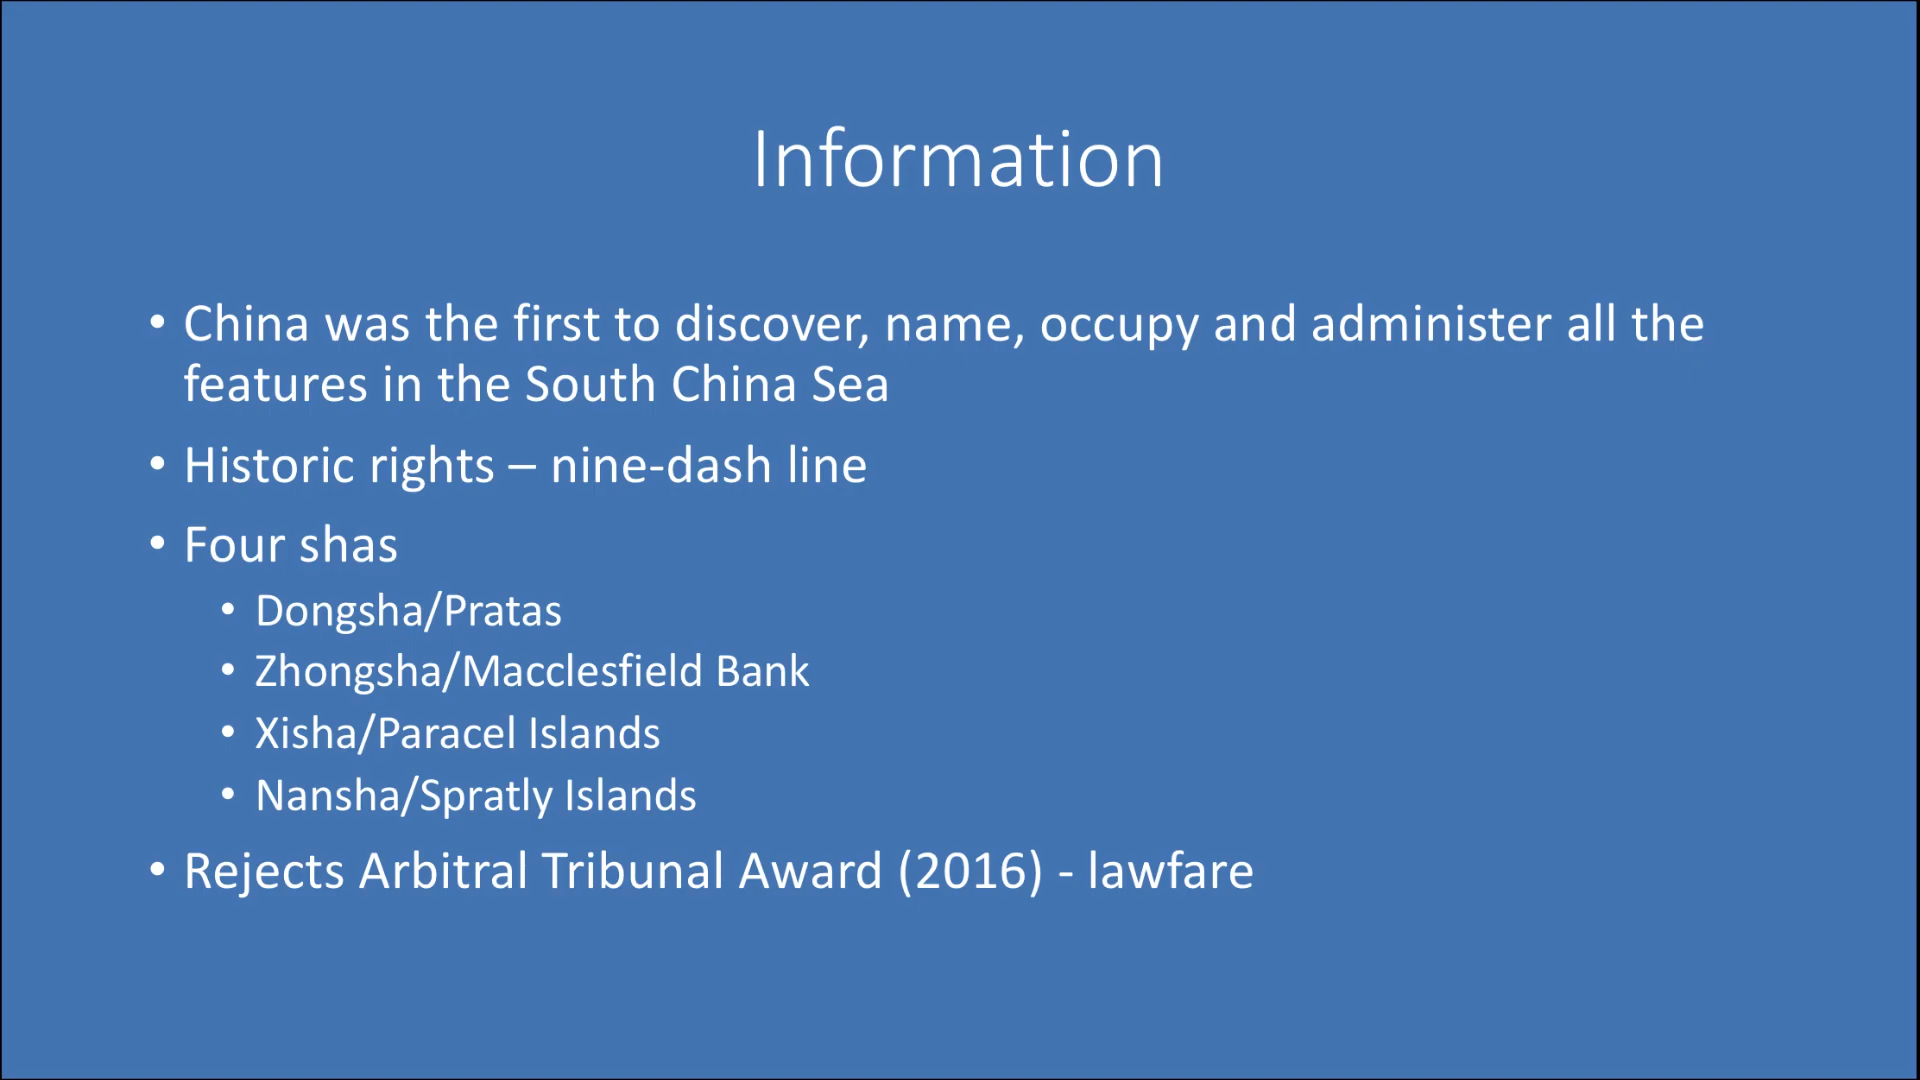 Information
• China was the first to discover, name, occupy and administer all the
features in the South China Sea
• Historic rights – nine-dash line
• Four shas
• Dongsha/Pratas
• Zhongsha/Macclesfield Bank
• Xisha/Paracel Islands
• Nansha/Spratly Islands
• Rejects Arbitral Tribunal Award (2016) - lawfare